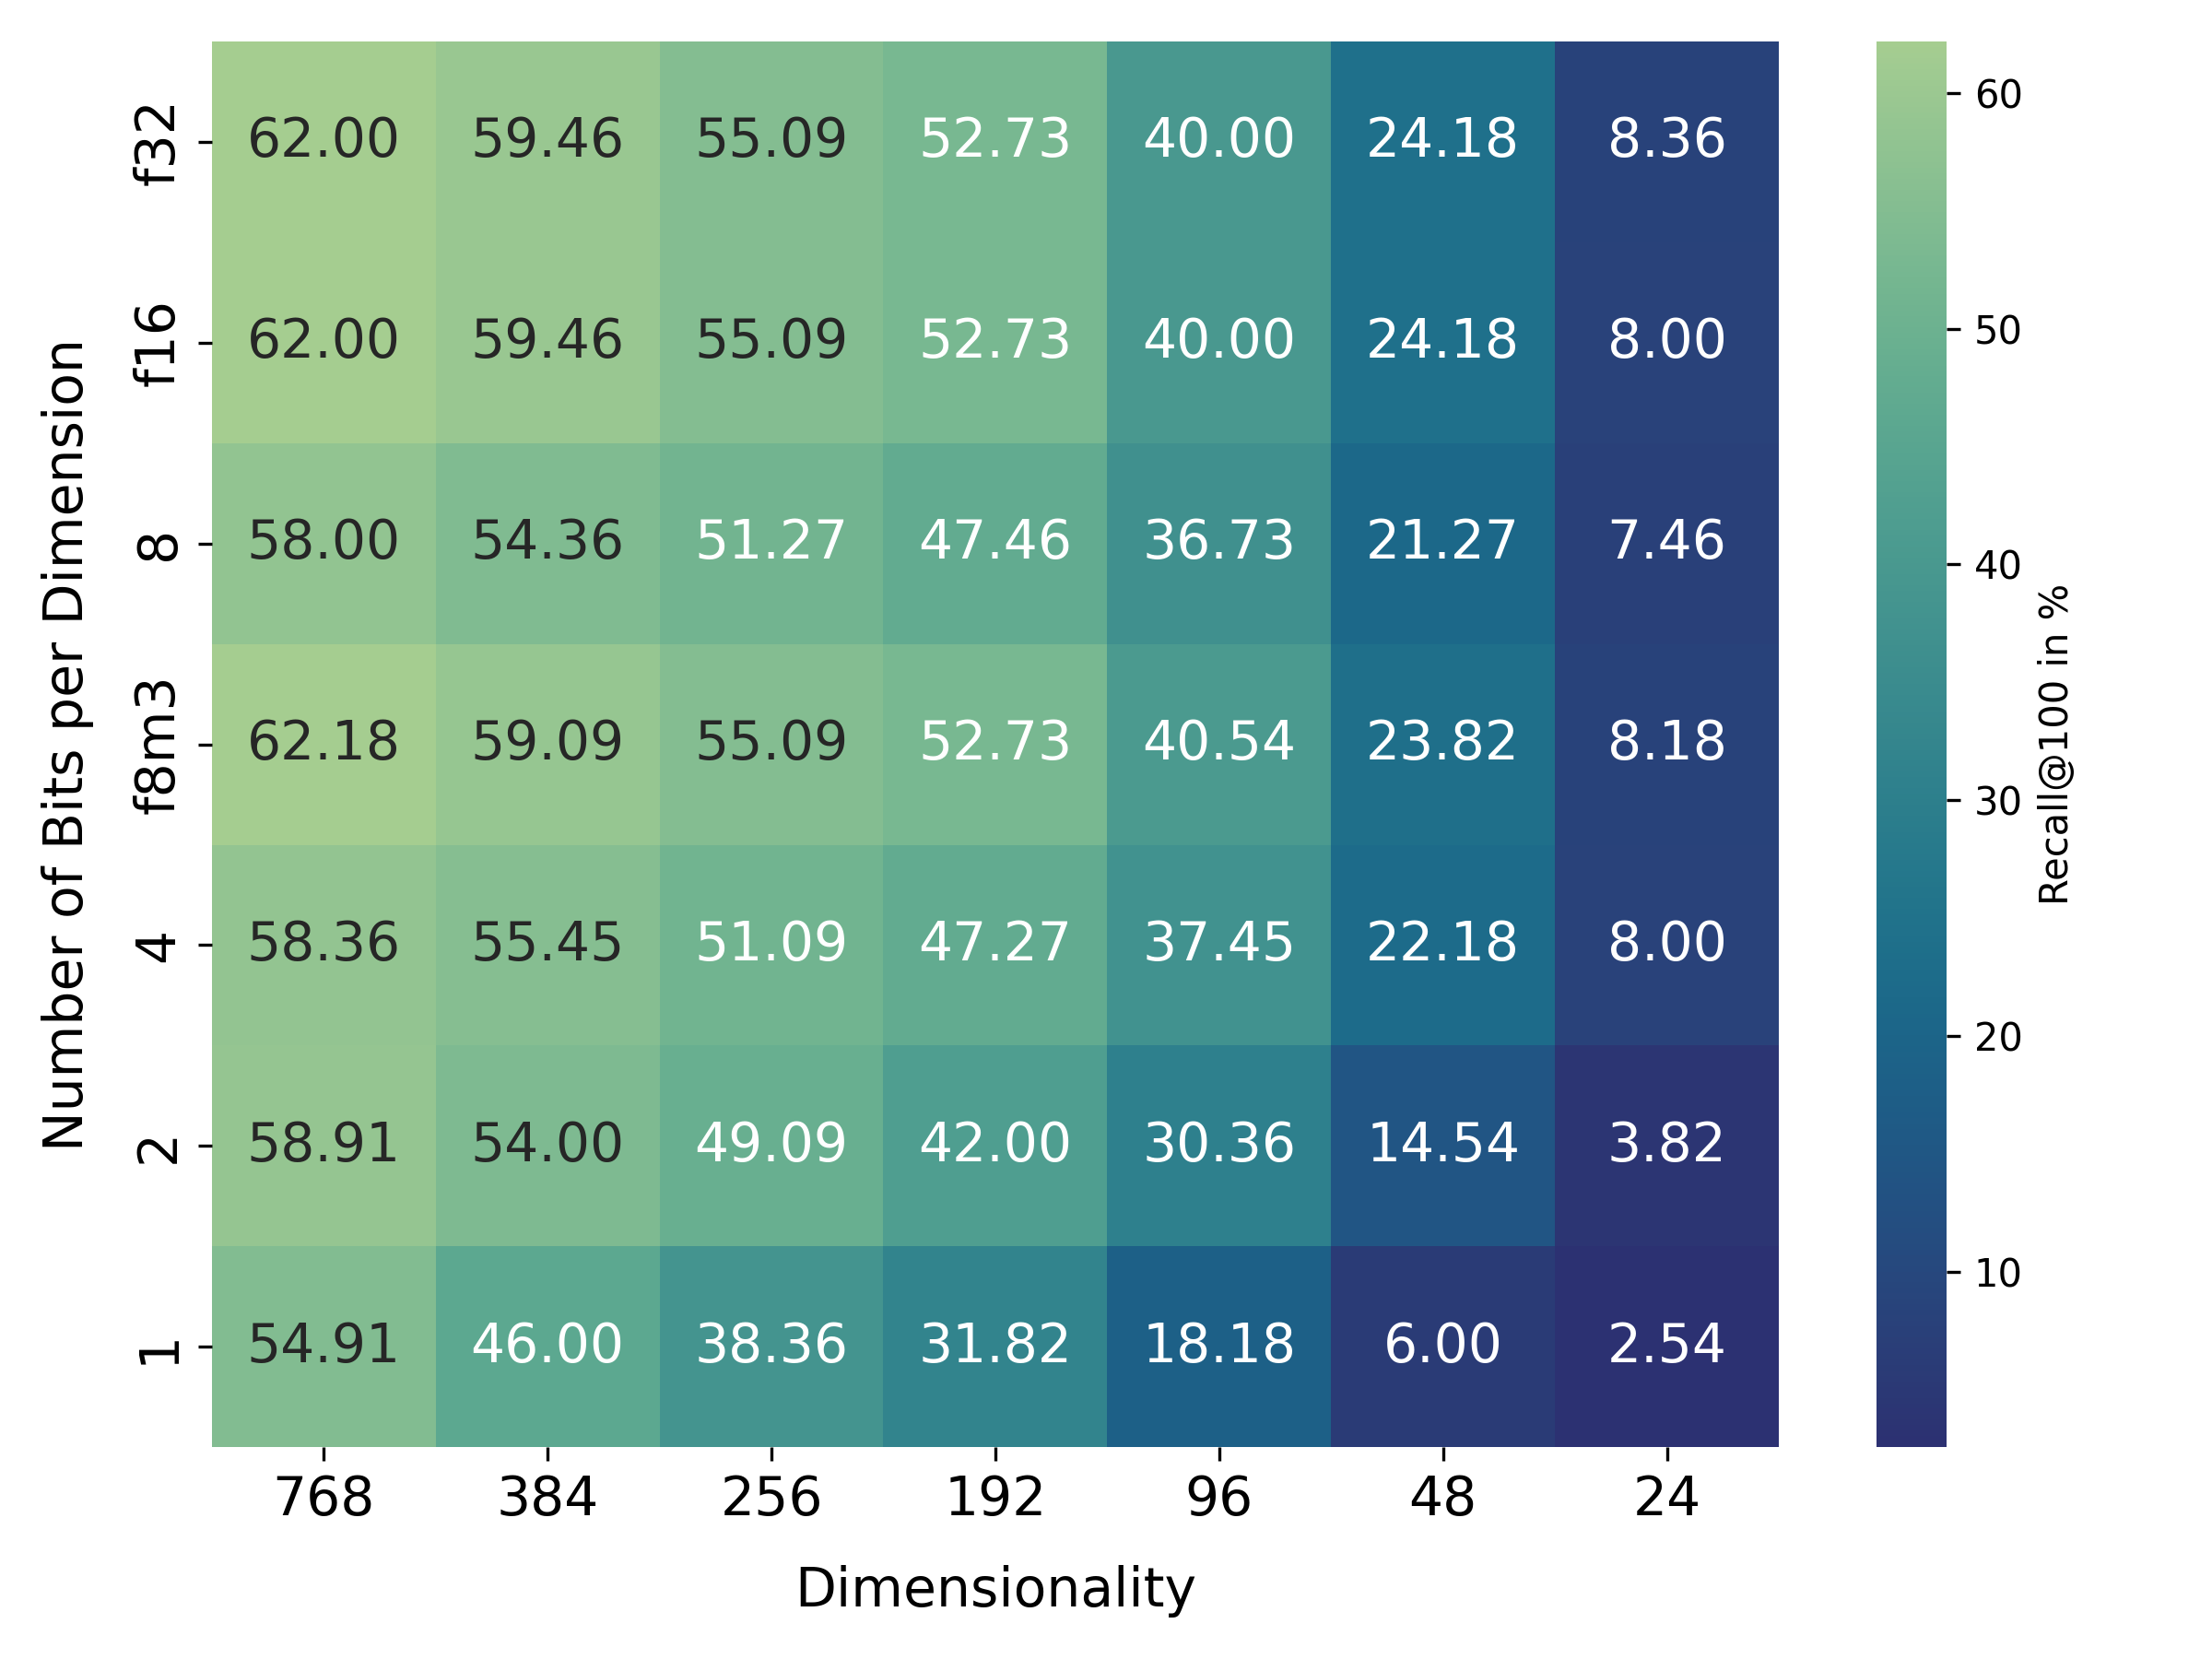 Number of Bits per Dimension
f32 62.00 59.46 55.09 52.73 40.00 24.18 8.36
f16 62.00 59.46 55.09 52.73 40.00 24.18 8.00
8 58.00 54.36 51.27 47.46 36.73 21.27 7.46
f8m3 62.18 59.09 55.09 52.73 40.54 23.82 8.18
4 58.36 55.45 51.09 47.27 37.45 22.18 8.00
2 58.91 54.00 49.09 42.00 30.36 14.54 3.82
1 54.91 46.00 38.36 31.82 18.18 6.00 2.54
768 384 256 192 96 48 24
Dimensionality
60
50
40
30
20
10
Recall@100 in %